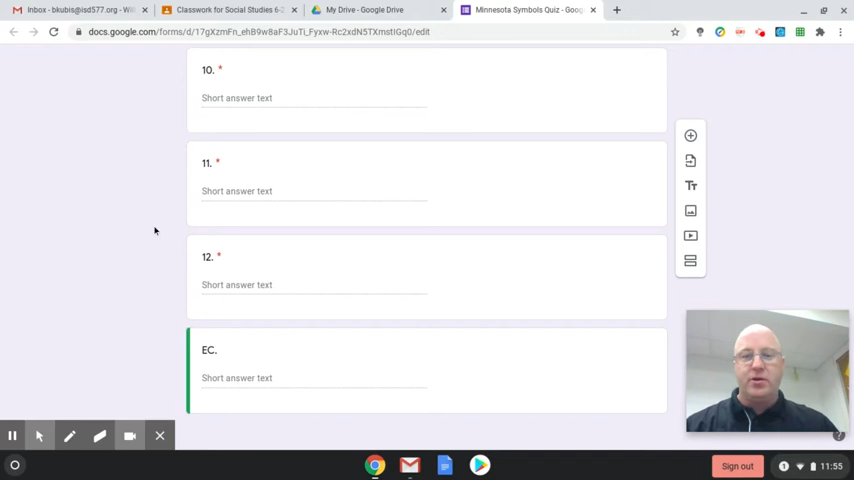 Inbox - bkubis@isd577.org - Wil
Classwork for Social Studies 6-2
My Drive - Google Drive
Minnesota Symbols Quiz - Goog
docs.google.com/forms/d/17gXzmFn_ehB9w8aF3JuTi_Fyxw-Rc2xdN5TXmstIGq0/edit
10. *
Short answer text
11. *
Short answer text
12. *
Short answer text
EC.
Short answer text
Sign out
1
11:55